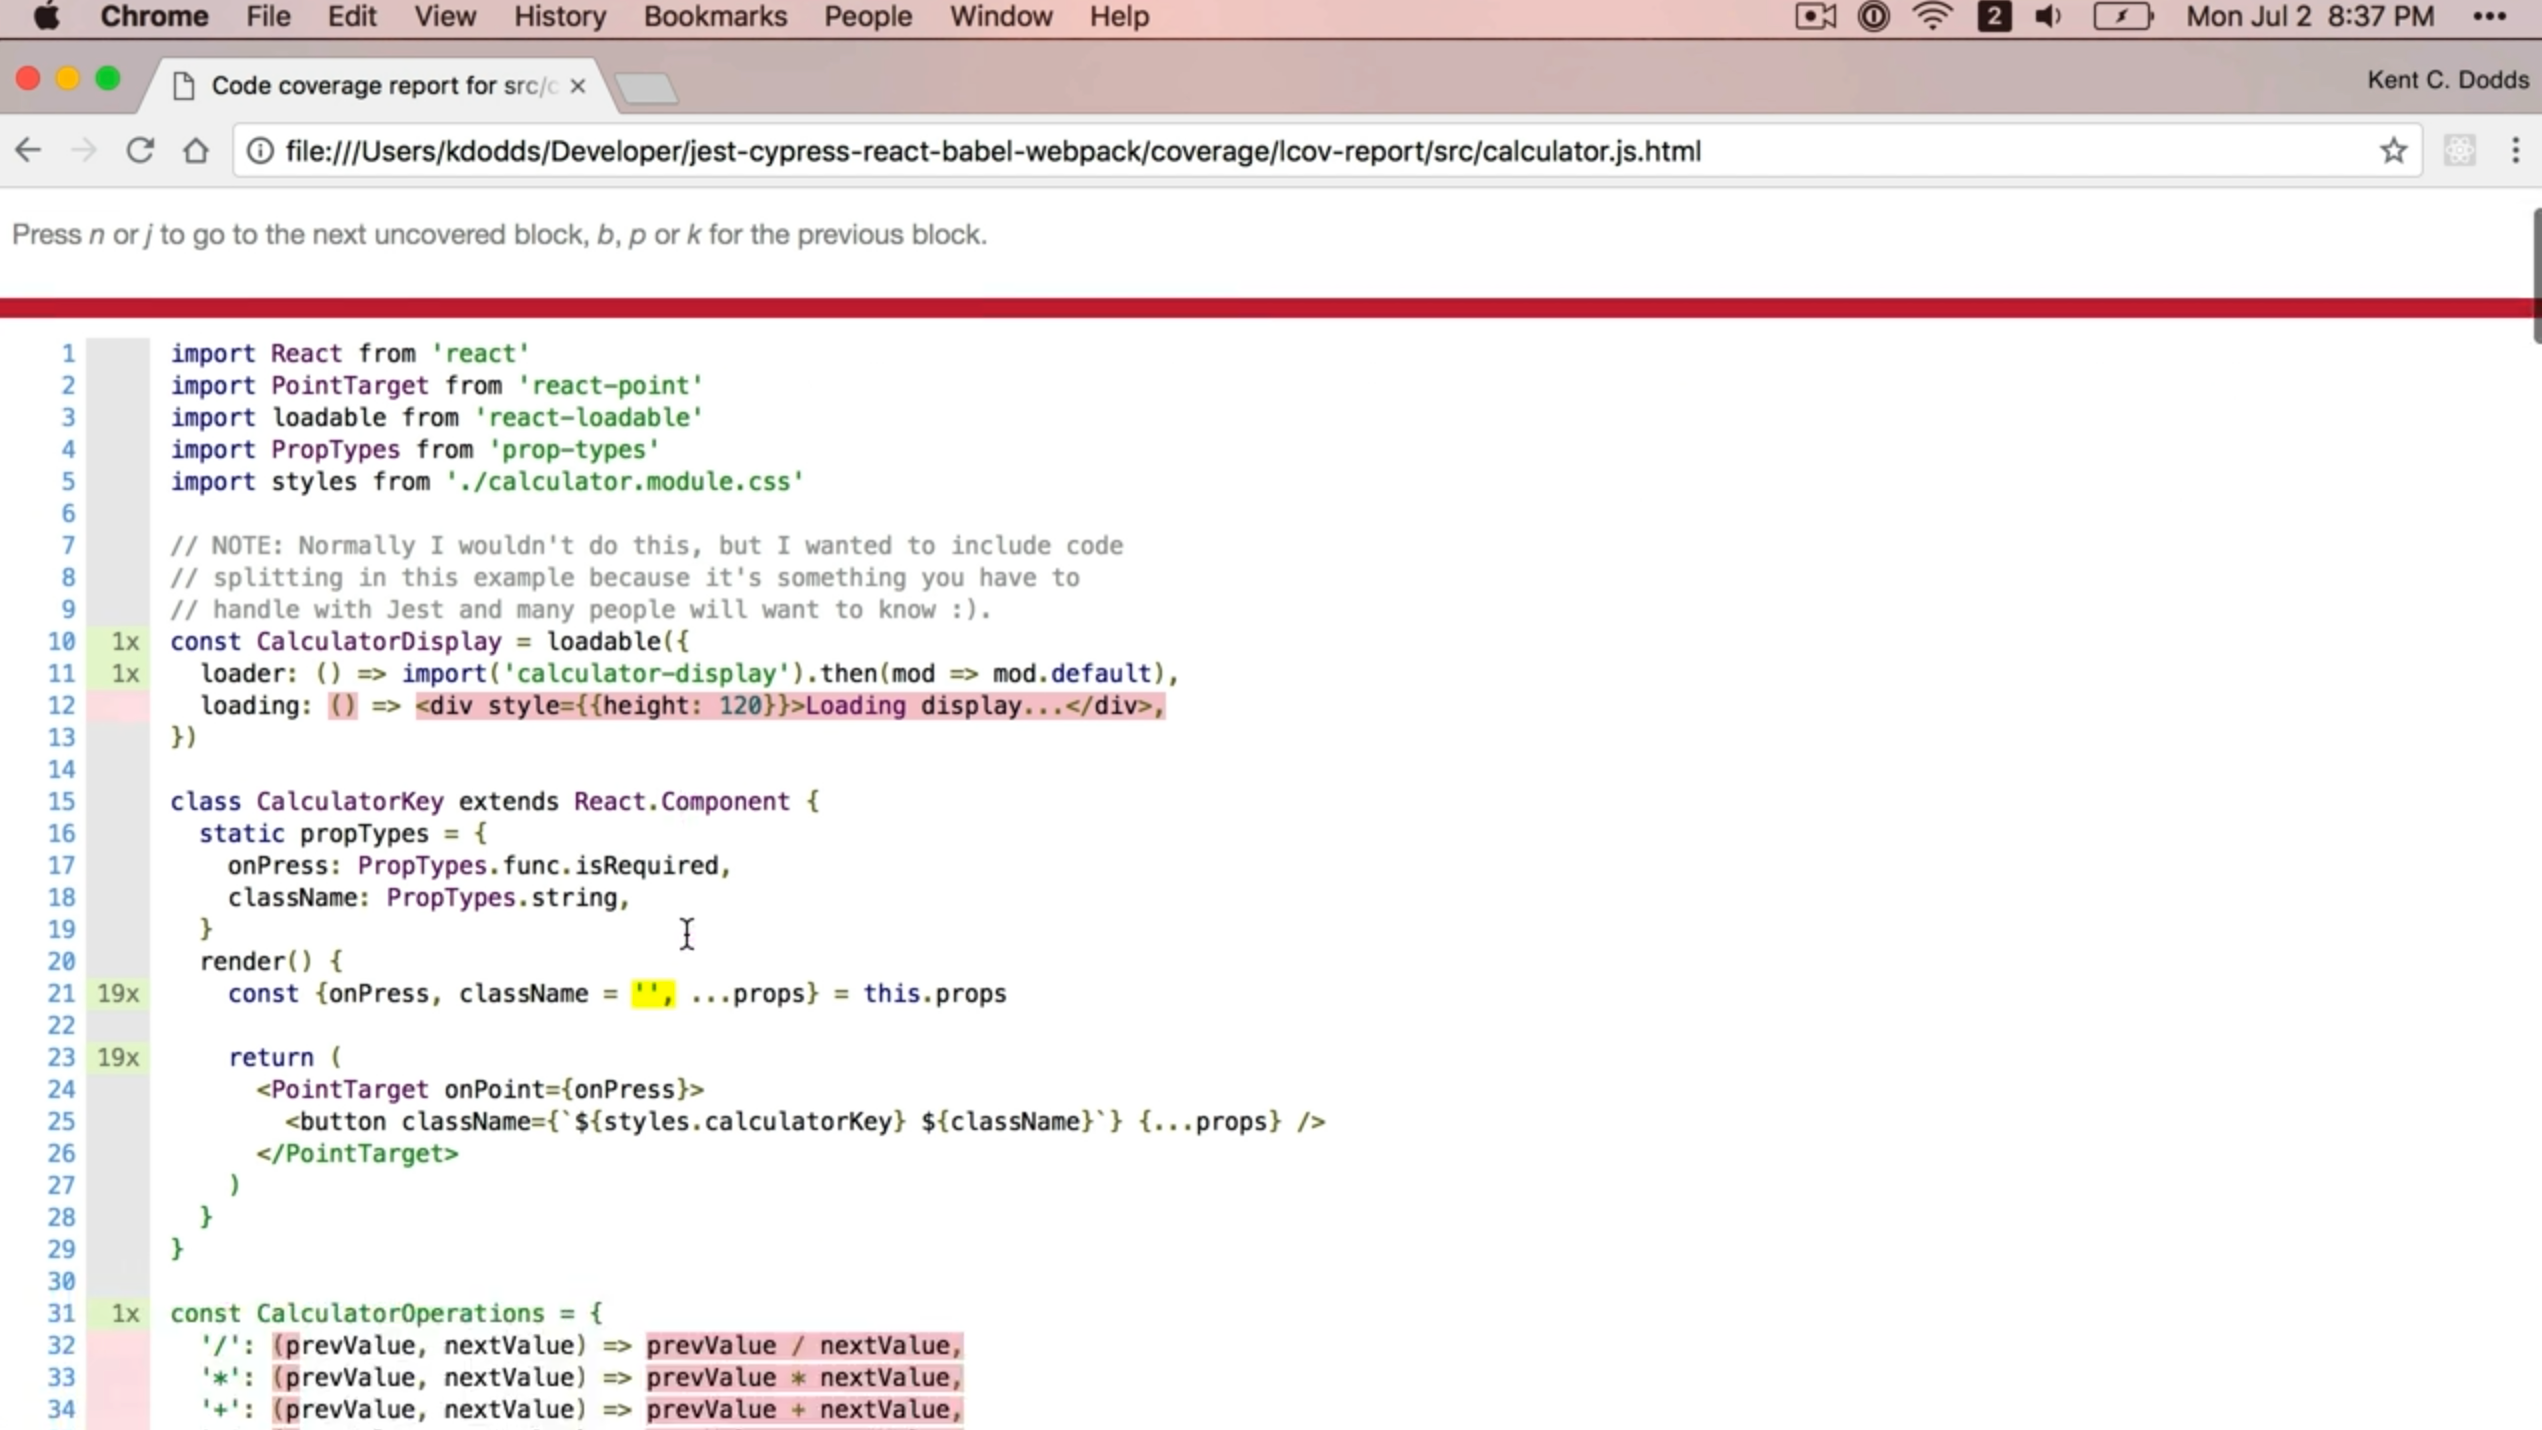 Chrome File Edit View History Bookmarks People Window Help 2 Mon Jul 2 8:37 PM
Code coverage report for src/c Kent C. Dodds
file:///Users/kdodds/Developer/jest-cypress-react-babel-webpack/coverage/lcov-report/src/calculator.js.html
Press n or j to go to the next uncovered block, b, p or k for the previous block.
1 import React from 'react'
2 import PointTarget from 'react-point'
3 import loadable from 'react-loadable'
4 import PropTypes from 'prop-types'
5 import styles from './calculator.module.css'
6
7 // NOTE: Normally I wouldn't do this, but I wanted to include code
8 // splitting in this example because it's something you have to
9 // handle with Jest and many people will want to know :).
10 1x const CalculatorDisplay = loadable({
11 1x loader: () => import('calculator-display').then(mod => mod.default),
12 loading: () => <div style={{height: 120}}>Loading display...</div>,
13 })
14
15 class CalculatorKey extends React.Component {
16 static propTypes = {
17 onPress: PropTypes.func.isRequired,
18 className: PropTypes.string,
19 }
20 render() {
21 19x const {onPress, className = '', ...props} = this.props
22
23 19x return (
24 <PointTarget onPoint={onPress}>
25 <button className={`${styles.calculatorKey} ${className}`} {...props} />
26 </PointTarget>
27 )
28 }
29 }
30
31 1x const CalculatorOperations = {
32 '/': (prevValue, nextValue) => prevValue / nextValue,
33 '*': (prevValue, nextValue) => prevValue * nextValue,
34 '+': (prevValue, nextValue) => prevValue + nextValue,